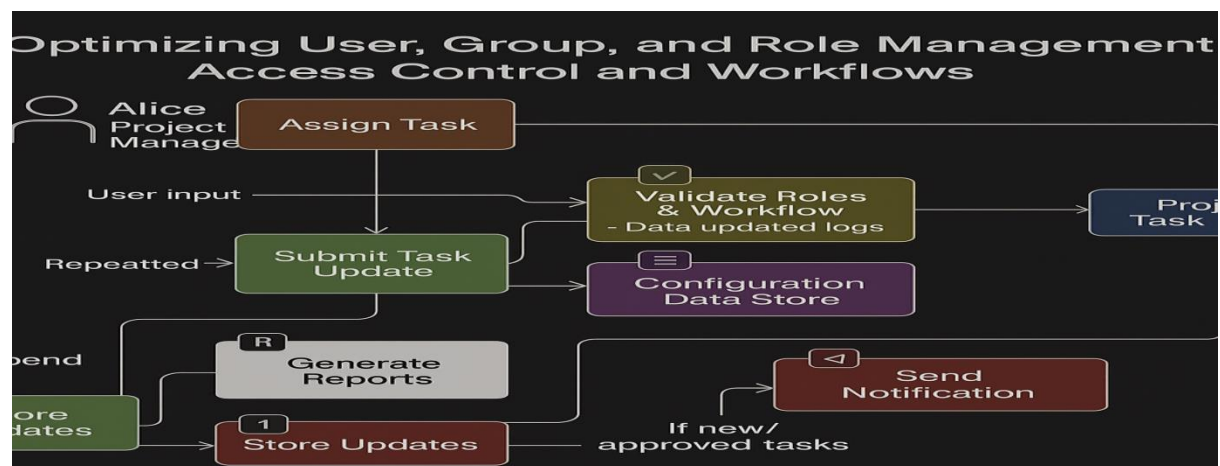 Optimizing User, Group, and Role Management
Access Control and Workflows
Alice
Project
Manage
Assign Task
User input
Validate Roles
& Workflow
- Data updated logs
Proj
Task
Repeatted
Submit Task
Update
Configuration
Data Store
pend
R
Generate
Reports
Send
Notification
ore
dates
1
Store Updates
If new/
approved tasks